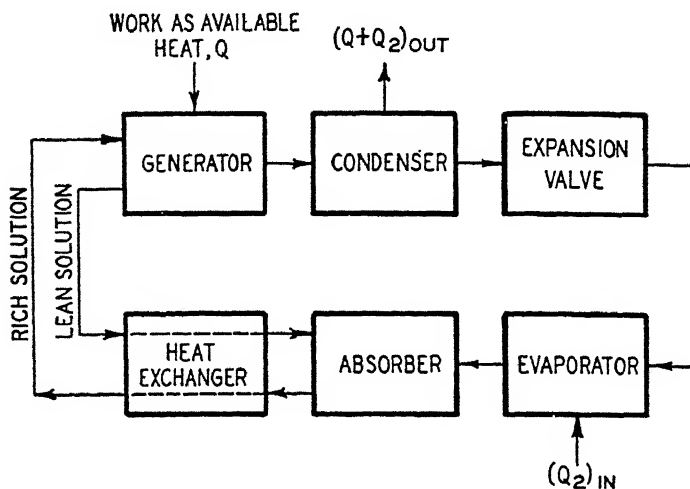 WORK AS AVAILABLE
HEAT, Q
(Q+Q₂)OUT
GENERATOR
CONDENSER
EXPANSION
VALVE
RICH SOLUTION
LEAN SOLUTION
HEAT
EXCHANGER
ABSORBER
EVAPORATOR
(Q₂)IN